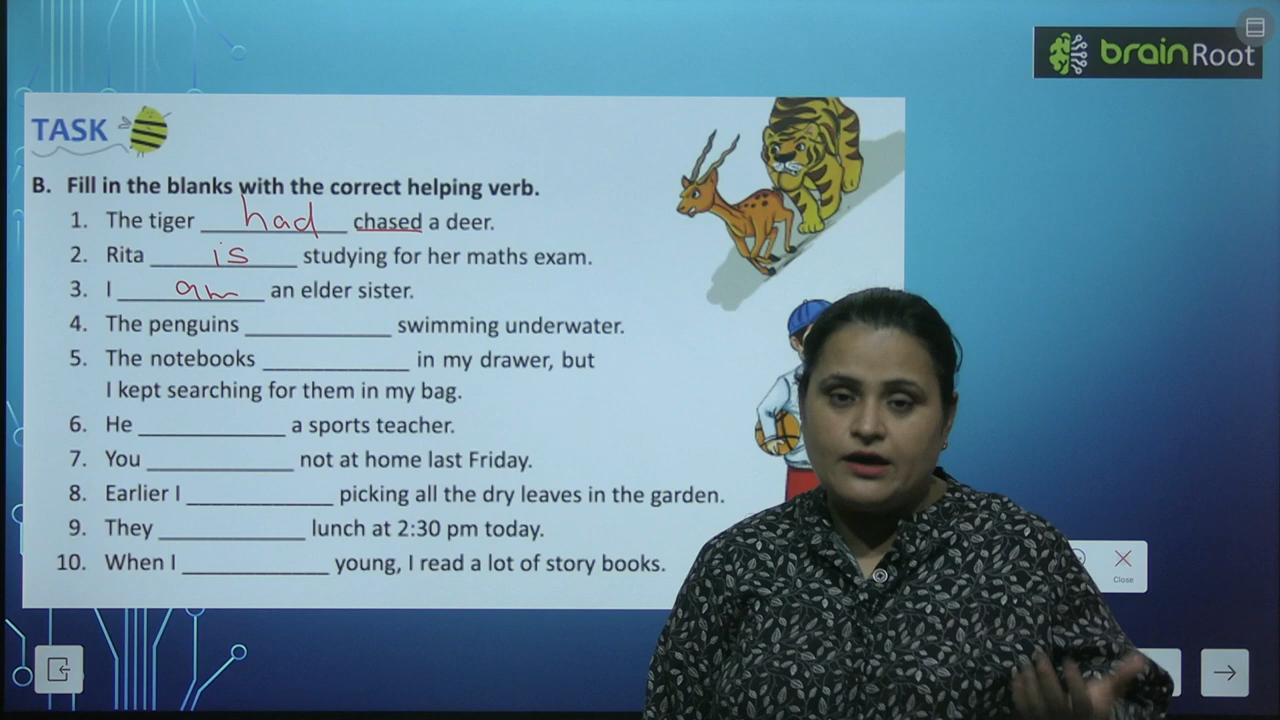 brainRoot
TASK
B. Fill in the blanks with the correct helping verb.
1. The tiger had chased a deer.
2. Rita is studying for her maths exam.
3. I am an elder sister.
4. The penguins ____________ swimming underwater.
5. The notebooks ____________ in my drawer, but
I kept searching for them in my bag.
6. He ____________ a sports teacher.
7. You ____________ not at home last Friday.
8. Earlier I ____________ picking all the dry leaves in the garden.
9. They ____________ lunch at 2:30 pm today.
10. When I ____________ young, I read a lot of story books.
Close